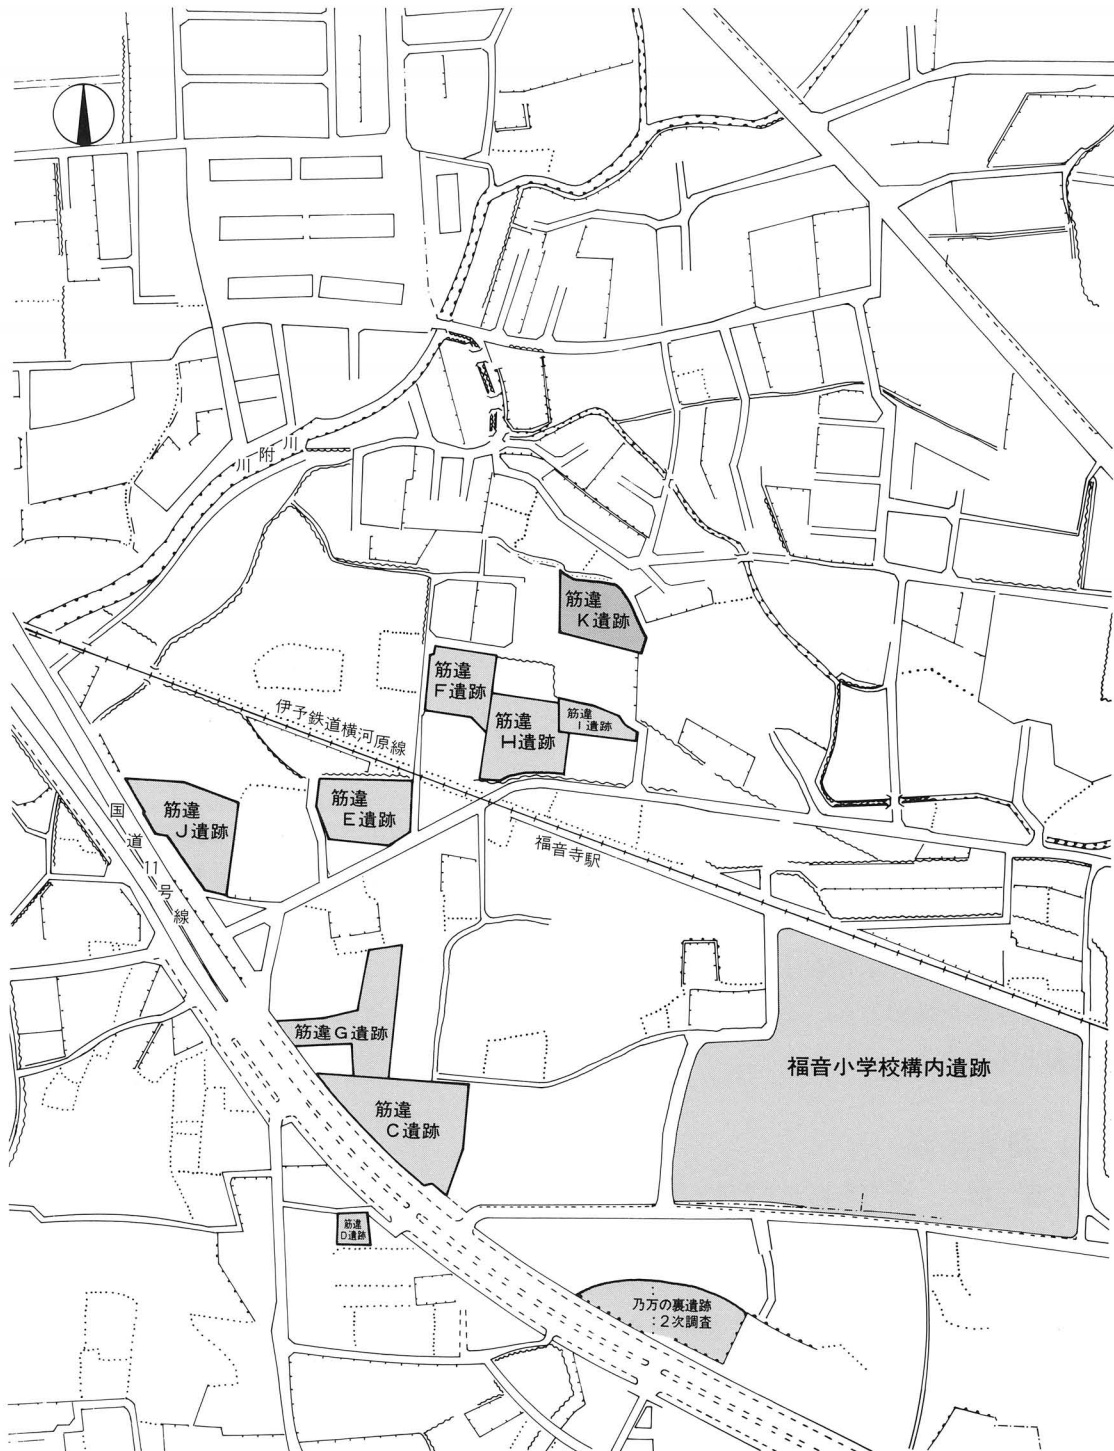 川附川
筋違
K遺跡
筋違
F遺跡
筋違
H遺跡
筋違
I遺跡
伊予鉄道横河原線
筋違
J遺跡
筋違
E遺跡
国道11号線
福音寺駅
筋違G遺跡
福音小学校構内遺跡
筋違
C遺跡
筋違
D遺跡
乃万の裏遺跡
:2次調査